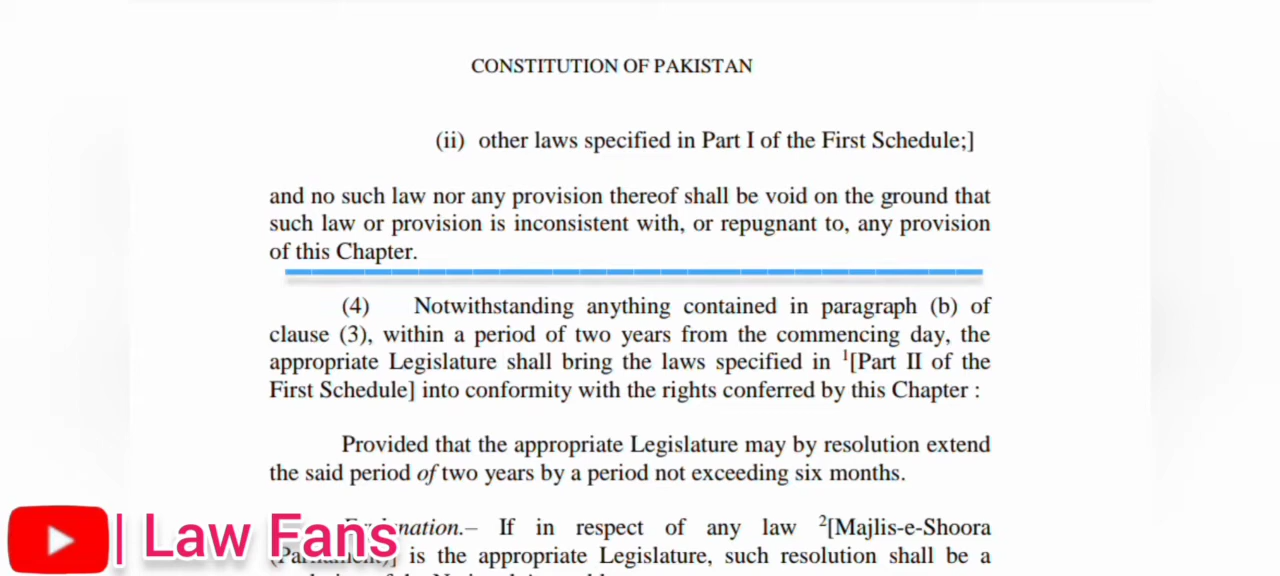 CONSTITUTION OF PAKISTAN
(ii) other laws specified in Part I of the First Schedule;]
and no such law nor any provision thereof shall be void on the ground that
such law or provision is inconsistent with, or repugnant to, any provision
of this Chapter.
(4) Notwithstanding anything contained in paragraph (b) of
clause (3), within a period of two years from the commencing day, the
appropriate Legislature shall bring the laws specified in ¹[Part II of the
First Schedule] into conformity with the rights conferred by this Chapter :
Provided that the appropriate Legislature may by resolution extend
the said period of two years by a period not exceeding six months.
If in respect of any law ²[Majlis-e-Shoora
is the appropriate Legislature, such resolution shall be a
| Law Fans